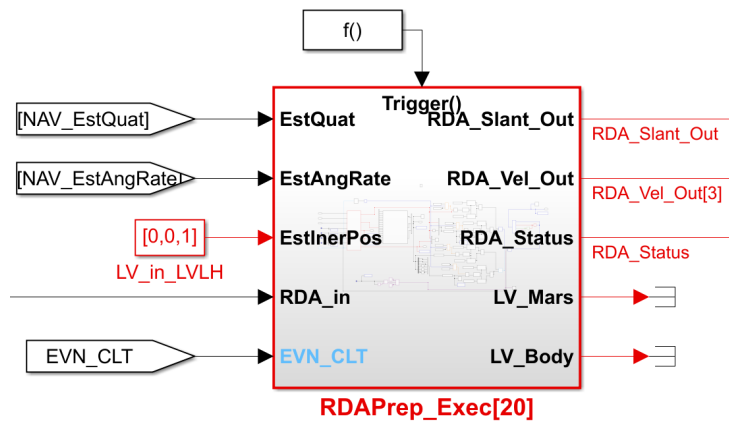 f()
Trigger()
[NAV_EstQuat]
EstQuat
RDA_Slant_Out
RDA_Slant_Out
[NAV_EstAngRate]
EstAngRate
RDA_Vel_Out
RDA_Vel_Out[3]
[0,0,1]
EstInerPos
RDA_Status
RDA_Status
LV_in_LVLH
RDA_in
LV_Mars
EVN_CLT
EVN_CLT
LV_Body
RDAPrep_Exec[20]